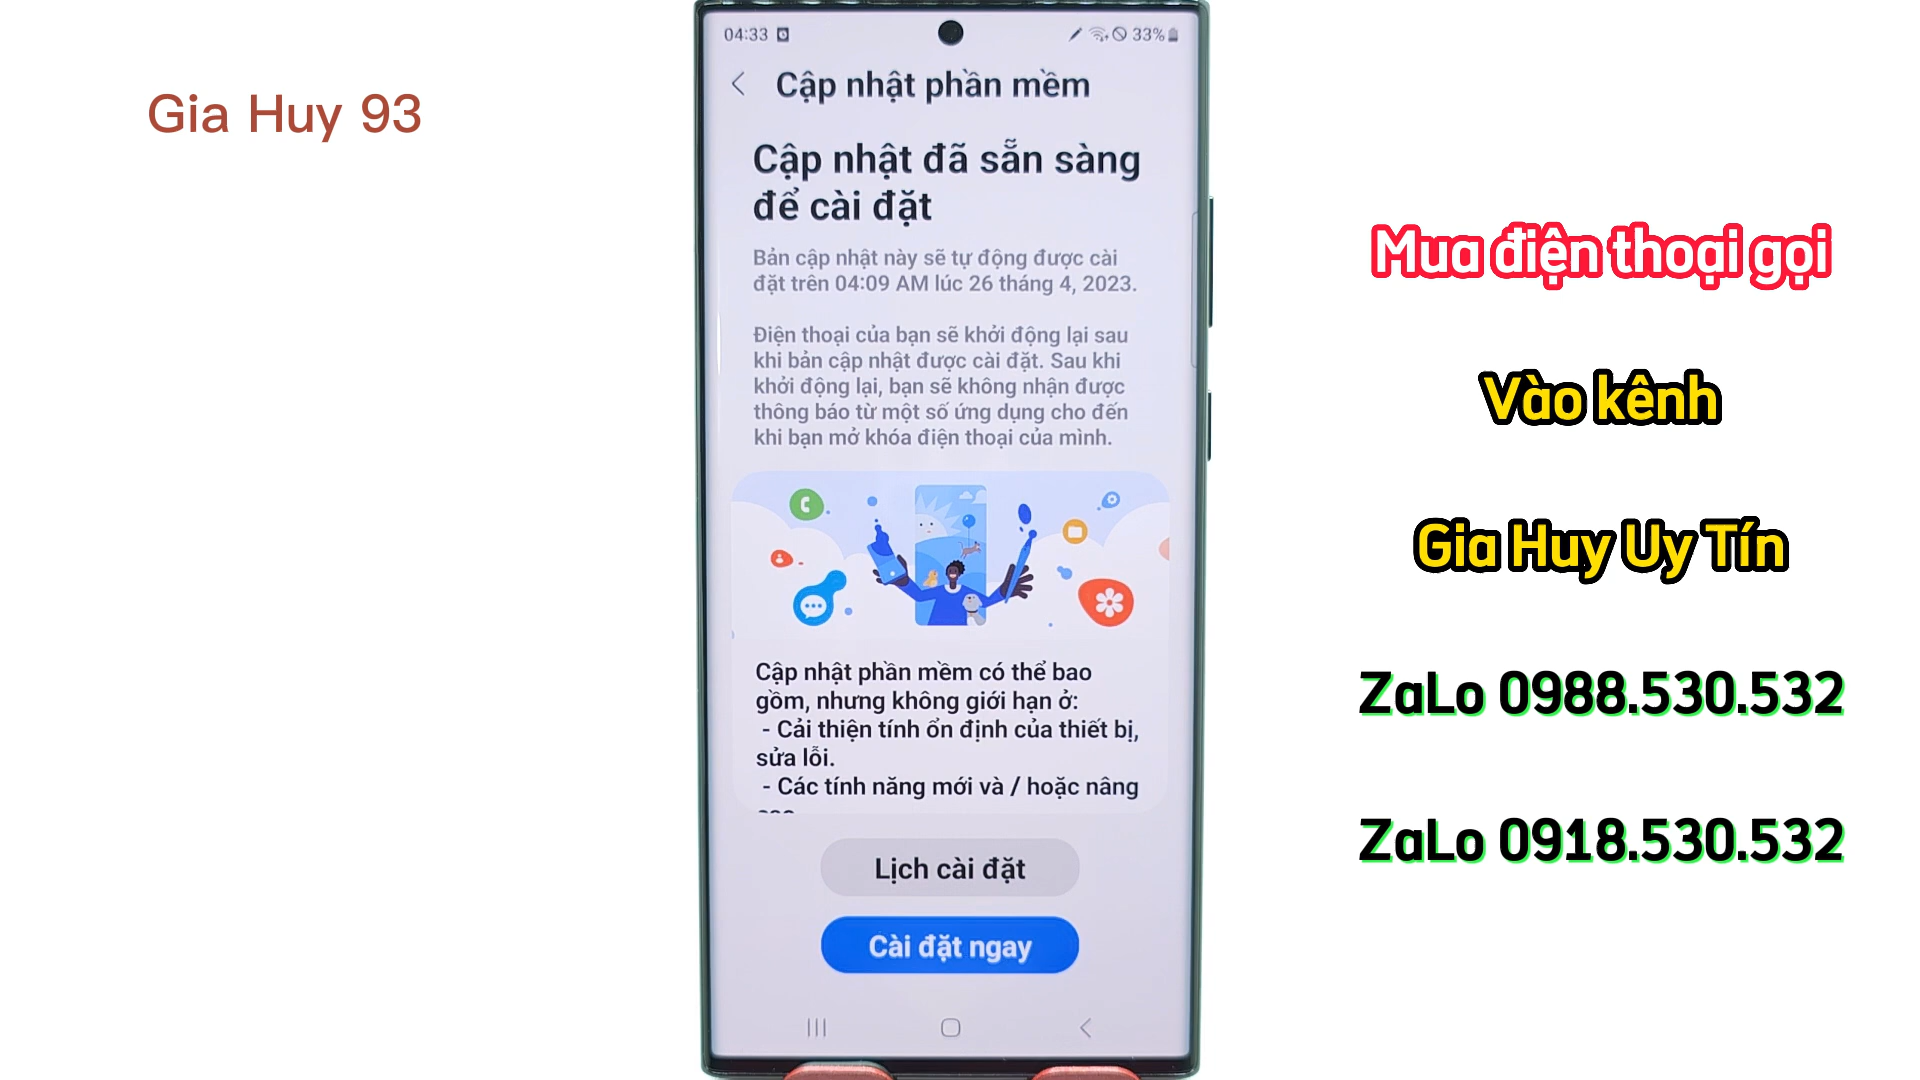 Gia Huy 93
04:33
33%
Cập nhật phần mềm
Cập nhật đã sẵn sàng
để cài đặt
Bản cập nhật này sẽ tự động được cài
đặt trên 04:09 AM lúc 26 tháng 4, 2023.
Điện thoại của bạn sẽ khởi động lại sau
khi bản cập nhật được cài đặt. Sau khi
khởi động lại, bạn sẽ không nhận được
thông báo từ một số ứng dụng cho đến
khi bạn mở khóa điện thoại của mình.
Cập nhật phần mềm có thể bao
gồm, nhưng không giới hạn ở:
- Cải thiện tính ổn định của thiết bị,
sửa lỗi.
- Các tính năng mới và / hoặc nâng
Lịch cài đặt
Cài đặt ngay
Mua điện thoại gọi
Vào kênh
Gia Huy Uy Tín
ZaLo 0988.530.532
ZaLo 0918.530.532